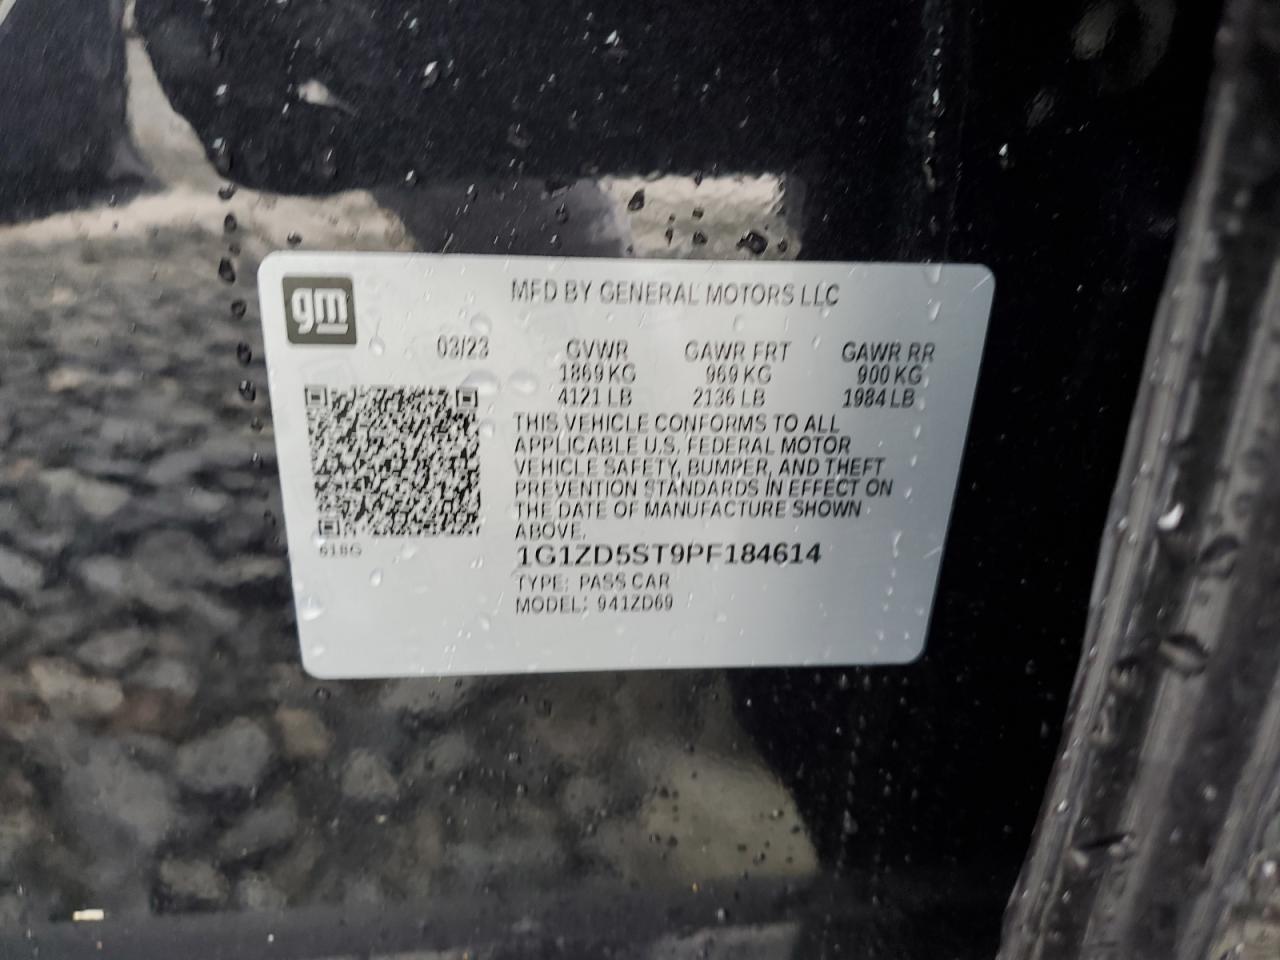 gm
MFD BY GENERAL MOTORS LLC
03/23 GVWR GAWR FRT GAWR RR
1869 KG 969 KG 900 KG
4121 LB 2136 LB 1984 LB
THIS VEHICLE CONFORMS TO ALL
APPLICABLE U.S. FEDERAL MOTOR
VEHICLE SAFETY, BUMPER, AND THEFT
PREVENTION STANDARDS IN EFFECT ON
THE DATE OF MANUFACTURE SHOWN
ABOVE.
618G
1G1ZD5ST9PF184614
TYPE: PASS CAR
MODEL: 941ZD69